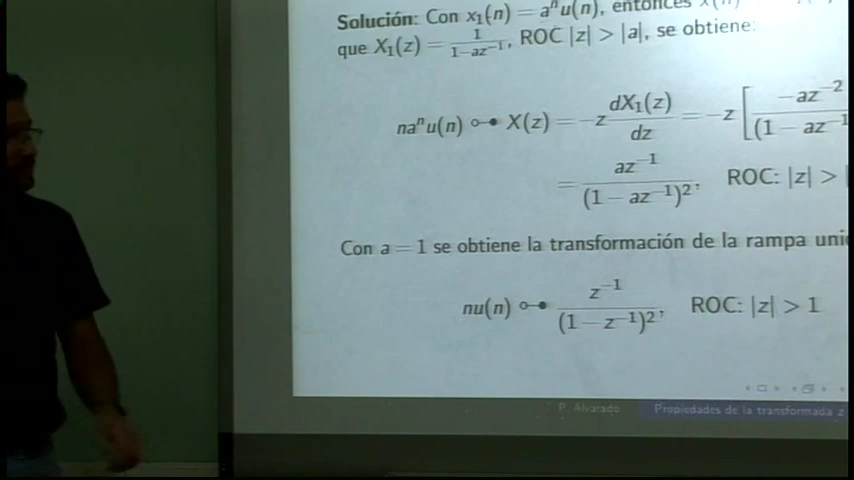 Solución: Con x₁(n) = aⁿu(n), entonces
que X₁(z) = 1/(1−az⁻¹), ROC |z| > |a|, se obtiene:
naⁿu(n) ⊶ X(z) = −z dX₁(z)/dz = −z [−az⁻²/(1 − az⁻¹
= az⁻¹/(1 − az⁻¹)², ROC: |z| >
Con a = 1 se obtiene la transformación de la rampa
nu(n) ⊶ z⁻¹/(1 − z⁻¹)², ROC: |z| > 1
P. Alvarado Propiedades de la transformada z